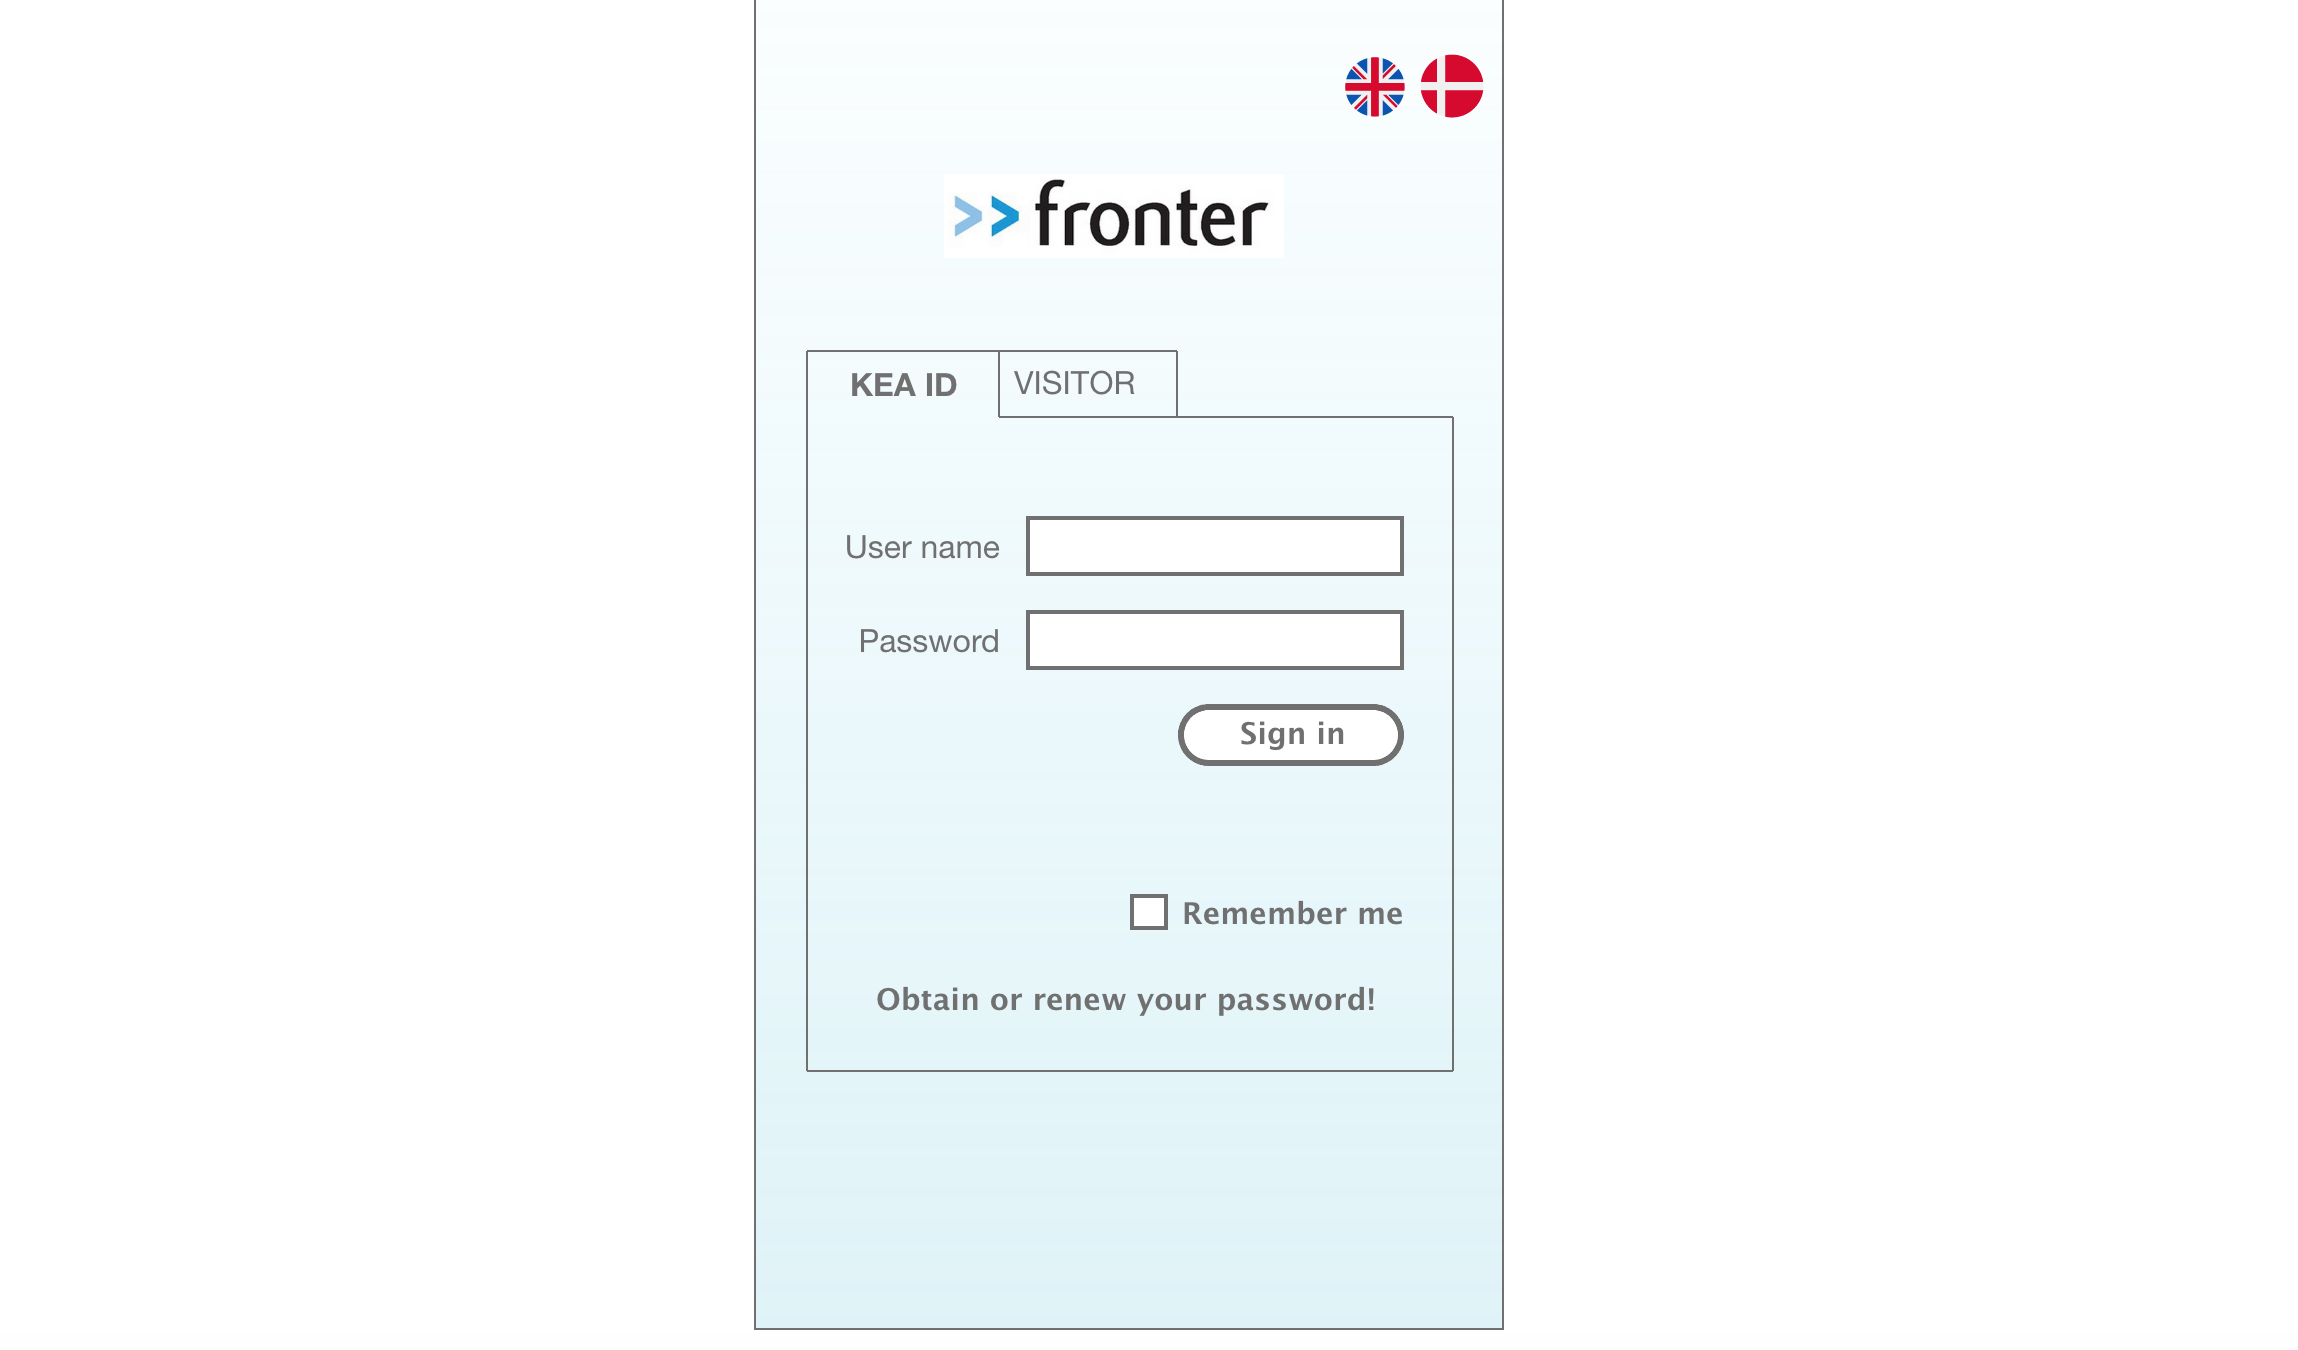 >> fronter
KEA ID
VISITOR
User name
Password
Sign in
Remember me
Obtain or renew your password!